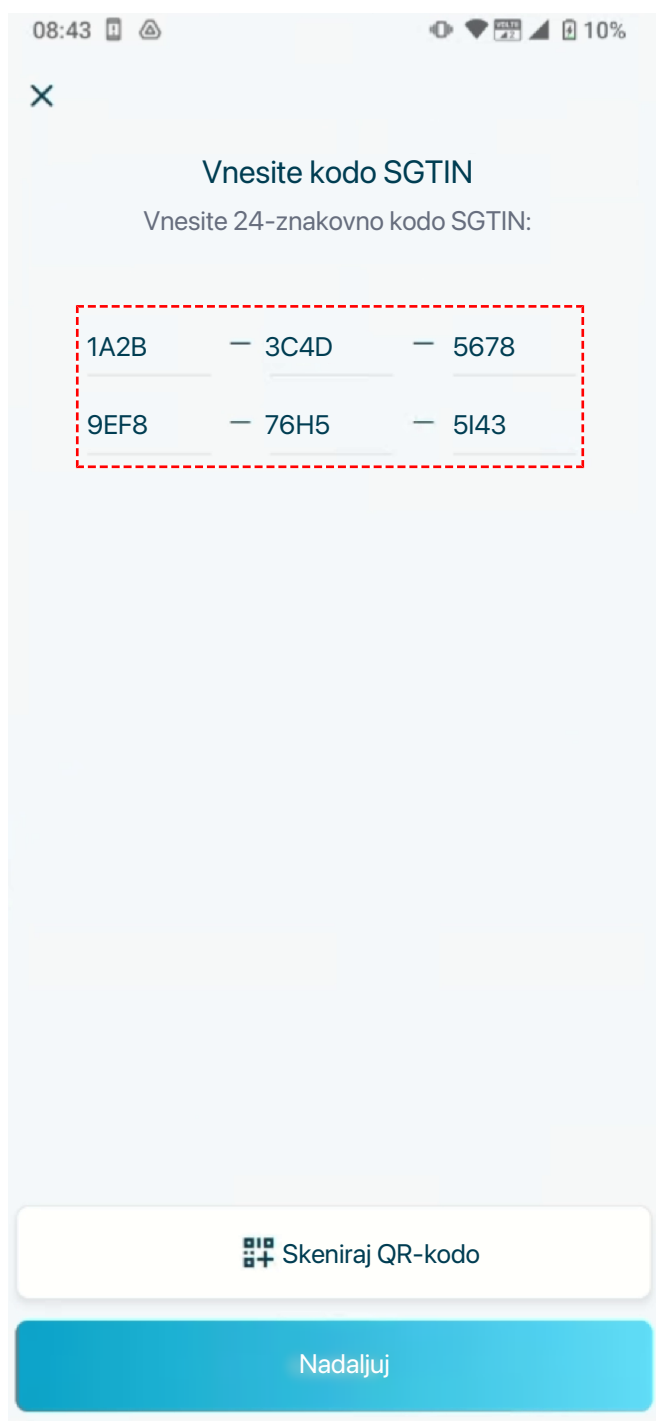 08:43 10%
Vnesite kodo SGTIN
Vnesite 24-znakovno kodo SGTIN:
1A2B – 3C4D – 5678
9EF8 – 76H5 – 5I43
Skeniraj QR-kodo
Nadaljuj